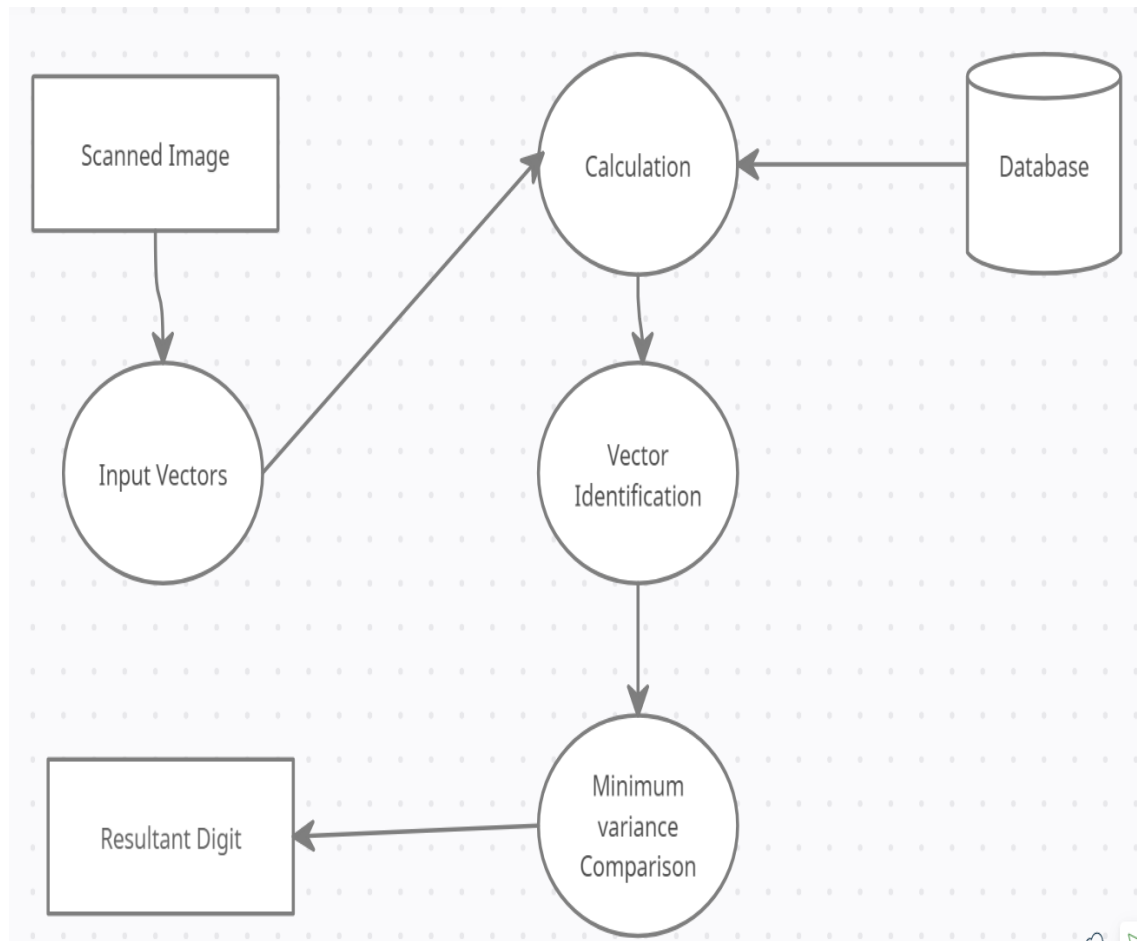 Scanned Image
Calculation
Database
Input Vectors
Vector
Identification
Minimum
variance
Comparison
Resultant Digit